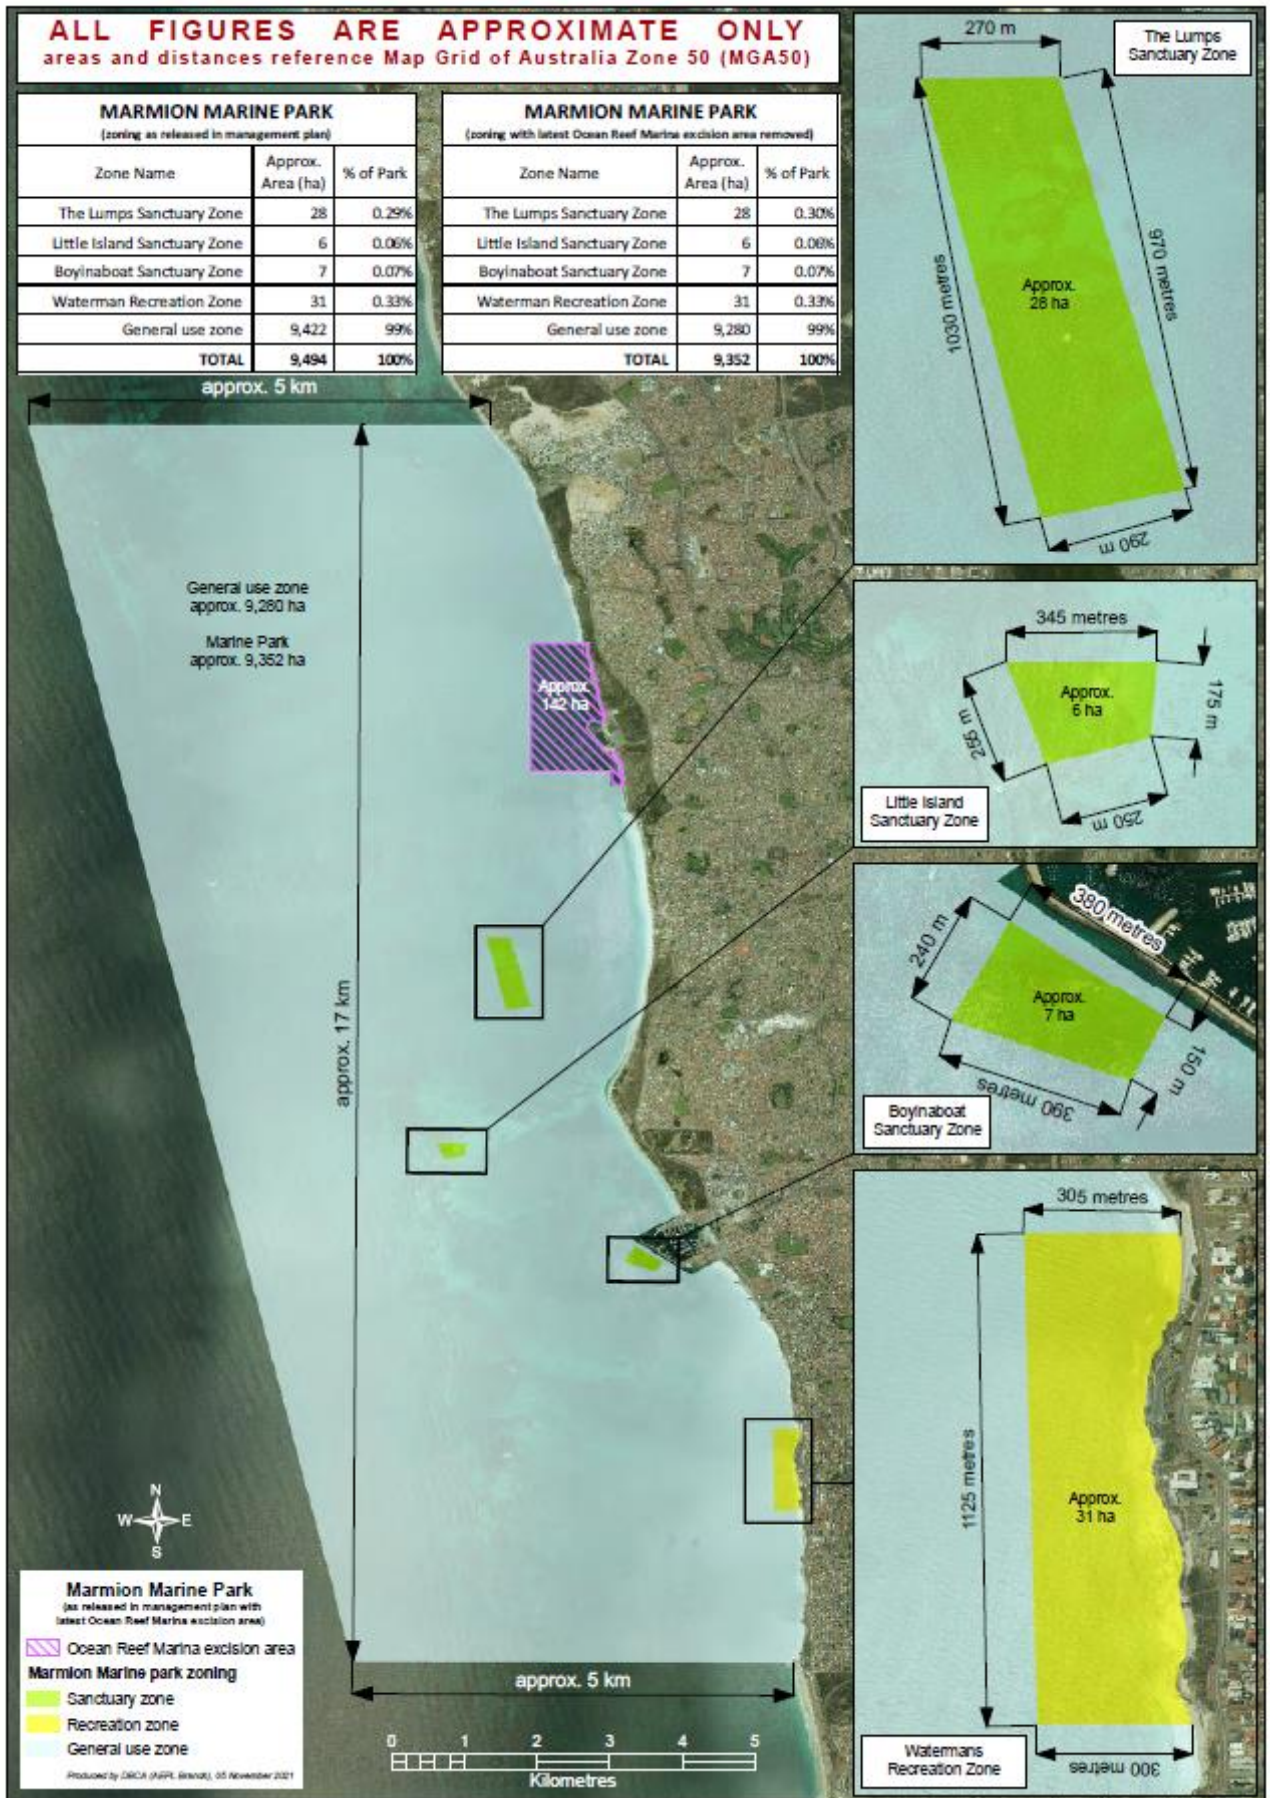 ALL FIGURES ARE APPROXIMATE ONLY
areas and distances reference Map Grid of Australia Zone 50 (MGA50)
MARMION MARINE PARK
(zoning as released in management plan)
Zone Name Approx. Area (ha) % of Park
The Lumps Sanctuary Zone 28 0.29%
Little Island Sanctuary Zone 6 0.06%
Boyinaboat Sanctuary Zone 7 0.07%
Waterman Recreation Zone 31 0.33%
General use zone 9,422 99%
TOTAL 9,494 100%
MARMION MARINE PARK
(zoning with latest Ocean Reef Marina excision area removed)
Zone Name Approx. Area (ha) % of Park
The Lumps Sanctuary Zone 28 0.30%
Little Island Sanctuary Zone 6 0.06%
Boyinaboat Sanctuary Zone 7 0.07%
Waterman Recreation Zone 31 0.33%
General use zone 9,280 99%
TOTAL 9,352 100%
approx. 5 km
General use zone
approx. 9,280 ha
Marine Park
approx. 9,352 ha
Approx.
142 ha
approx. 17 km
approx. 5 km
N
W E
S
Marmion Marine Park
(as released in management plan with
latest Ocean Reef Marina excision area)
Ocean Reef Marina excision area
Marmion Marine park zoning
Sanctuary zone
Recreation zone
General use zone
Produced by DBCA (AERL Branch), 05 November 2021
0 1 2 3 4 5
Kilometres
270 m
The Lumps
Sanctuary Zone
1030 metres
970 metres
Approx.
28 ha
290 m
345 metres
Approx.
6 ha
175 m
255 m
250 m
Little Island
Sanctuary Zone
380 metres
240 m
Approx.
7 ha
150 m
390 metres
Boyinaboat
Sanctuary Zone
305 metres
1125 metres
Approx.
31 ha
300 metres
Watermans
Recreation Zone